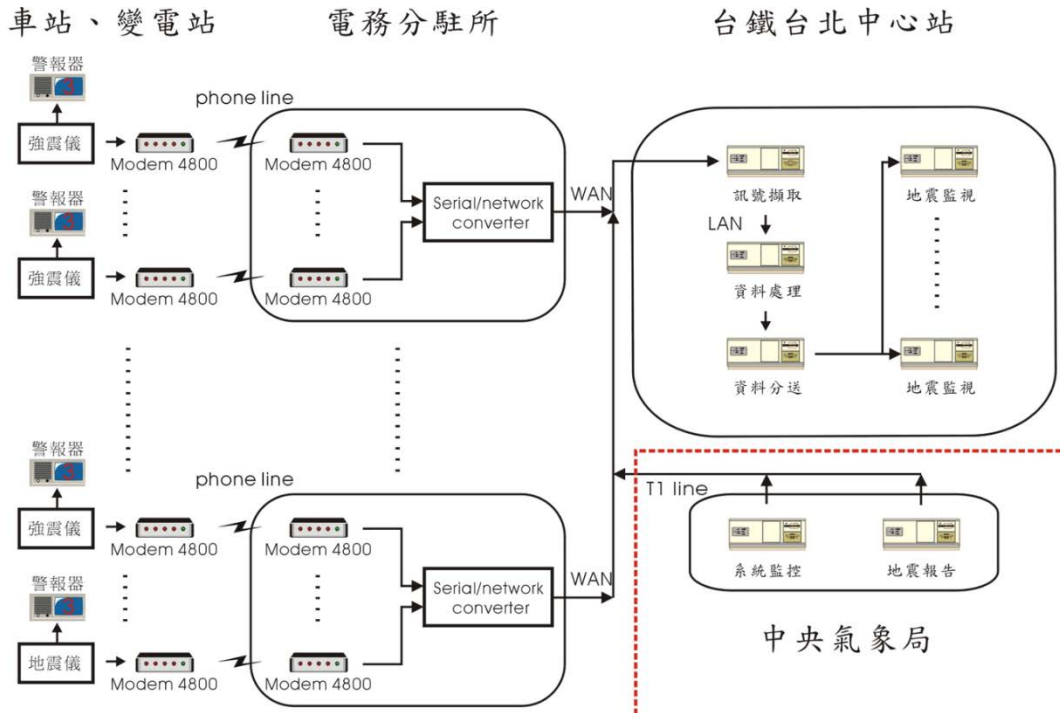 車站、變電站
電務分駐所
台鐵台北中心站
警報器
3
強震儀
Modem 4800
phone line
Modem 4800
警報器
3
強震儀
Modem 4800
Modem 4800
Serial/network
converter
WAN
訊號擷取
LAN
資料處理
資料分送
地震監視
地震監視
警報器
3
強震儀
Modem 4800
phone line
Modem 4800
警報器
3
地震儀
Modem 4800
Modem 4800
Serial/network
converter
WAN
T1 line
系統監控
地震報告
中央氣象局